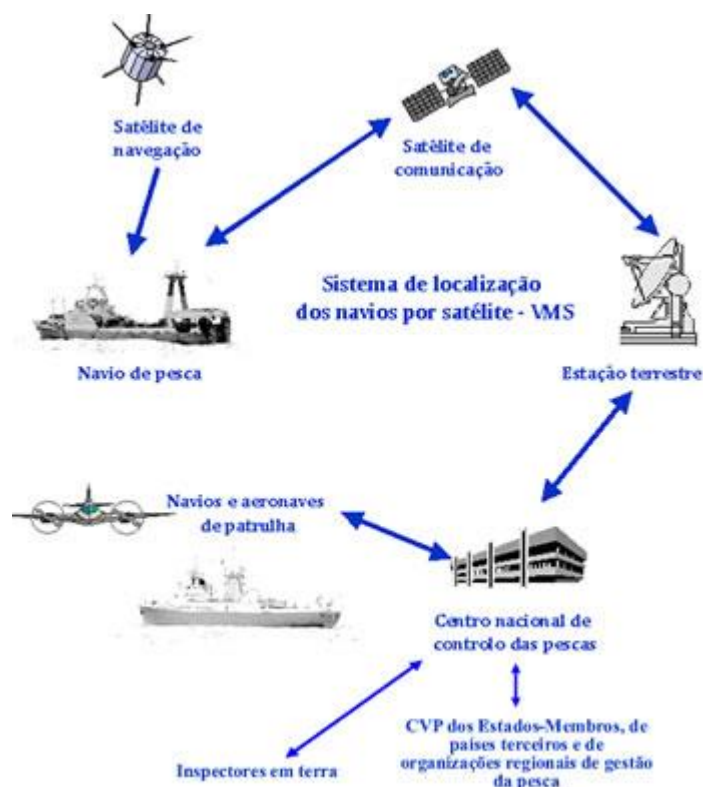 Satélite de
navegação
Satélite de
comunicação
Sistema de localização
dos navios por satélite - VMS
Navio de pesca
Estação terrestre
Navios e aeronaves
de patrulha
Centro nacional de
controlo das pescas
CVP dos Estados-Membros, de
países terceiros e de
organizações regionais de gestão
da pesca
Inspectores em terra